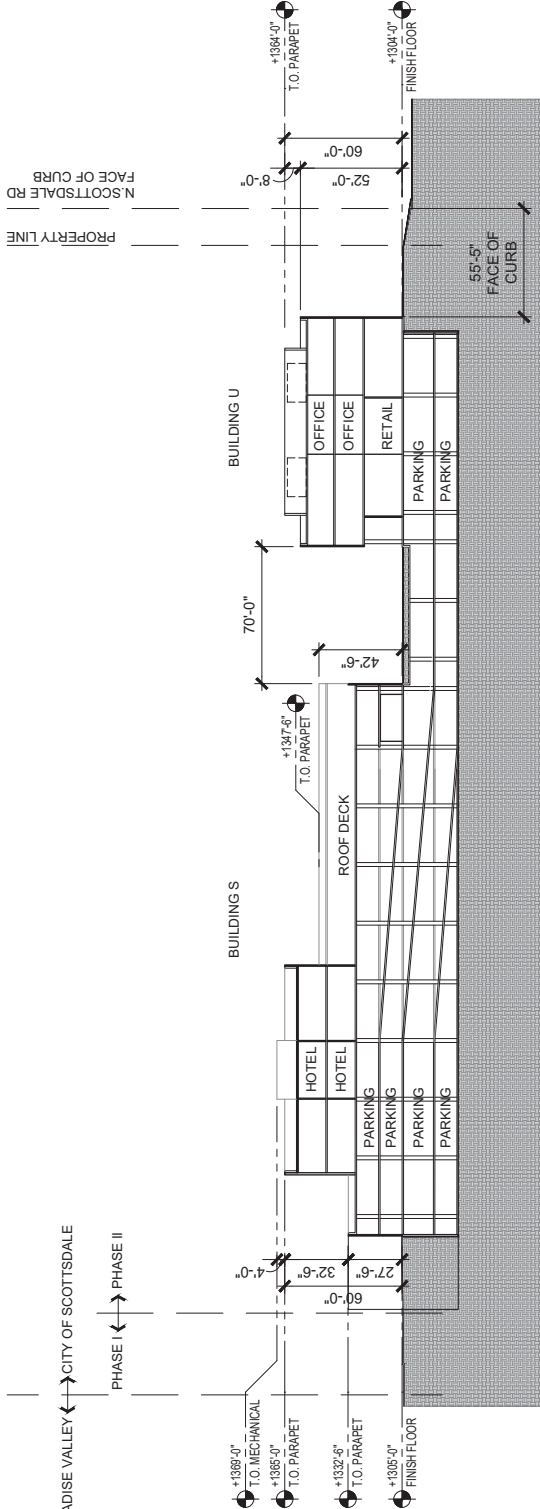 ADISE VALLEY
CITY OF SCOTTSDALE
PHASE I
PHASE II
+1369'-0"
T.O. MECHANICAL
+1365'-0"
T.O. PARAPET
+1332'-6"
T.O. PARAPET
+1305'-0"
FINISH FLOOR
4'-0"
32'-6"
27'-6"
60'-0"
BUILDING S
HOTEL
HOTEL
PARKING
PARKING
PARKING
PARKING
ROOF DECK
+1347'-6"
T.O. PARAPET
42'-6"
70'-0"
BUILDING U
OFFICE
OFFICE
RETAIL
PARKING
PARKING
PROPERTY LINE
N.SCOTTSDALE RD
FACE OF CURB
8'-0"
52'-0"
60'-0"
55'-5"
FACE OF
CURB
+1364'-0"
T.O. PARAPET
+1304'-0"
FINISH FLOOR